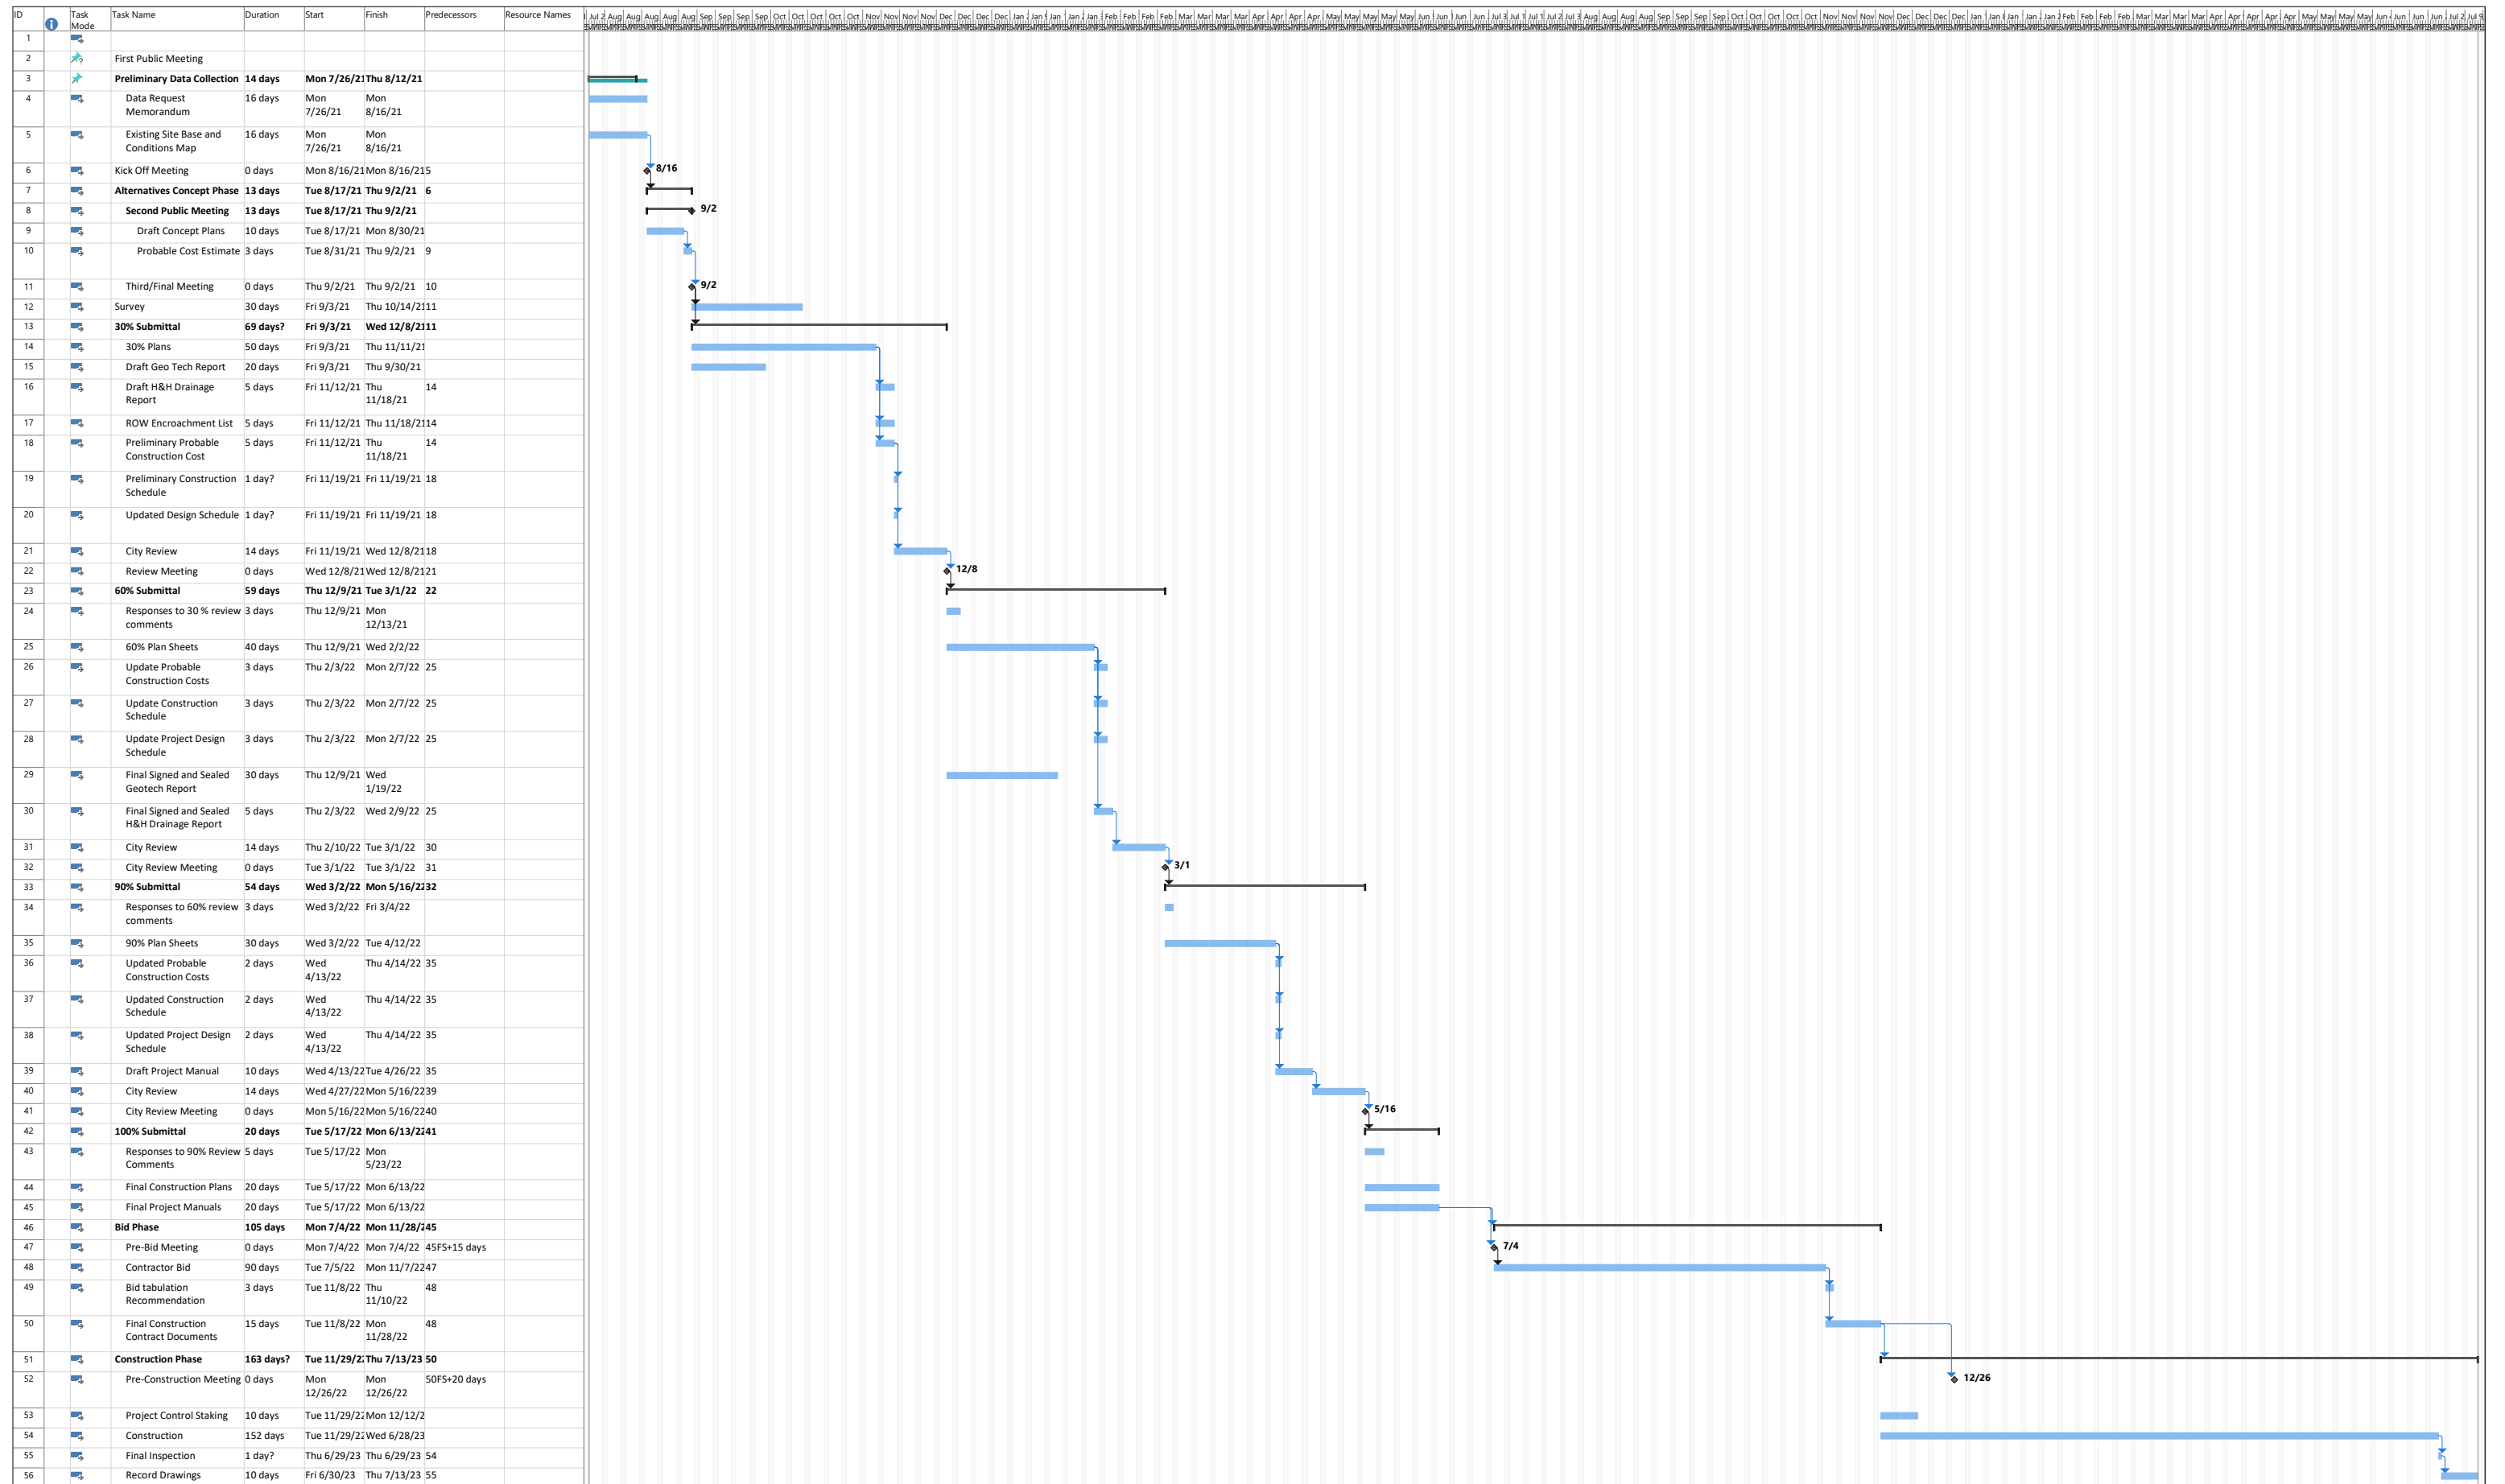 ID Task Mode Task Name Duration Start Finish Predecessors Resource Names
1
2 First Public Meeting
3 Preliminary Data Collection 14 days Mon 7/26/21 Thu 8/12/21
4 Data Request Memorandum 16 days Mon 7/26/21 Mon 8/16/21
5 Existing Site Base and Conditions Map 16 days Mon 7/26/21 Mon 8/16/21
6 Kick Off Meeting 0 days Mon 8/16/21 Mon 8/16/21 5 8/16
7 Alternatives Concept Phase 13 days Tue 8/17/21 Thu 9/2/21 6
8 Second Public Meeting 13 days Tue 8/17/21 Thu 9/2/21 9/2
9 Draft Concept Plans 10 days Tue 8/17/21 Mon 8/30/21
10 Probable Cost Estimate 3 days Tue 8/31/21 Thu 9/2/21 9
11 Third/Final Meeting 0 days Thu 9/2/21 Thu 9/2/21 10 9/2
12 Survey 30 days Fri 9/3/21 Thu 10/14/21 11
13 30% Submittal 69 days? Fri 9/3/21 Wed 12/8/21 11
14 30% Plans 50 days Fri 9/3/21 Thu 11/11/21
15 Draft Geo Tech Report 20 days Fri 9/3/21 Thu 9/30/21
16 Draft H&H Drainage Report 5 days Fri 11/12/21 Thu 11/18/21 14
17 ROW Encroachment List 5 days Fri 11/12/21 Thu 11/18/21 14
18 Preliminary Probable Construction Cost 5 days Fri 11/12/21 Thu 11/18/21 14
19 Preliminary Construction Schedule 1 day? Fri 11/19/21 Fri 11/19/21 18
20 Updated Design Schedule 1 day? Fri 11/19/21 Fri 11/19/21 18
21 City Review 14 days Fri 11/19/21 Wed 12/8/21 18
22 Review Meeting 0 days Wed 12/8/21 Wed 12/8/21 21 12/8
23 60% Submittal 59 days Thu 12/9/21 Tue 3/1/22 22
24 Responses to 30 % review comments 3 days Thu 12/9/21 Mon 12/13/21
25 60% Plan Sheets 40 days Thu 12/9/21 Wed 2/2/22
26 Update Probable Construction Costs 3 days Thu 2/3/22 Mon 2/7/22 25
27 Update Construction Schedule 3 days Thu 2/3/22 Mon 2/7/22 25
28 Update Project Design Schedule 3 days Thu 2/3/22 Mon 2/7/22 25
29 Final Signed and Sealed Geotech Report 30 days Thu 12/9/21 Wed 1/19/22
30 Final Signed and Sealed H&H Drainage Report 5 days Thu 2/3/22 Wed 2/9/22 25
31 City Review 14 days Thu 2/10/22 Tue 3/1/22 30
32 City Review Meeting 0 days Tue 3/1/22 Tue 3/1/22 31 3/1
33 90% Submittal 54 days Wed 3/2/22 Mon 5/16/22 32
34 Responses to 60% review comments 3 days Wed 3/2/22 Fri 3/4/22
35 90% Plan Sheets 30 days Wed 3/2/22 Tue 4/12/22
36 Updated Probable Construction Costs 2 days Wed 4/13/22 Thu 4/14/22 35
37 Updated Construction Schedule 2 days Wed 4/13/22 Thu 4/14/22 35
38 Updated Project Design Schedule 2 days Wed 4/13/22 Thu 4/14/22 35
39 Draft Project Manual 10 days Wed 4/13/22 Tue 4/26/22 35
40 City Review 14 days Wed 4/27/22 Mon 5/16/22 39
41 City Review Meeting 0 days Mon 5/16/22 Mon 5/16/22 40 5/16
42 100% Submittal 20 days Tue 5/17/22 Mon 6/13/22 41
43 Responses to 90% Review Comments 5 days Tue 5/17/22 Mon 5/23/22
44 Final Construction Plans 20 days Tue 5/17/22 Mon 6/13/22
45 Final Project Manuals 20 days Tue 5/17/22 Mon 6/13/22
46 Bid Phase 105 days Mon 7/4/22 Mon 11/28/2 45
47 Pre-Bid Meeting 0 days Mon 7/4/22 Mon 7/4/22 45FS+15 days 7/4
48 Contractor Bid 90 days Tue 7/5/22 Mon 11/7/22 47
49 Bid tabulation Recommendation 3 days Tue 11/8/22 Thu 11/10/22 48
50 Final Construction Contract Documents 15 days Tue 11/8/22 Mon 11/28/22 48
51 Construction Phase 163 days? Tue 11/29/22 Thu 7/13/23 50
52 Pre-Construction Meeting 0 days Mon 12/26/22 Mon 12/26/22 50FS+20 days 12/26
53 Project Control Staking 10 days Tue 11/29/22 Mon 12/12/2
54 Construction 152 days Tue 11/29/22 Wed 6/28/23
55 Final Inspection 1 day? Thu 6/29/23 Thu 6/29/23 54
56 Record Drawings 10 days Fri 6/30/23 Thu 7/13/23 55